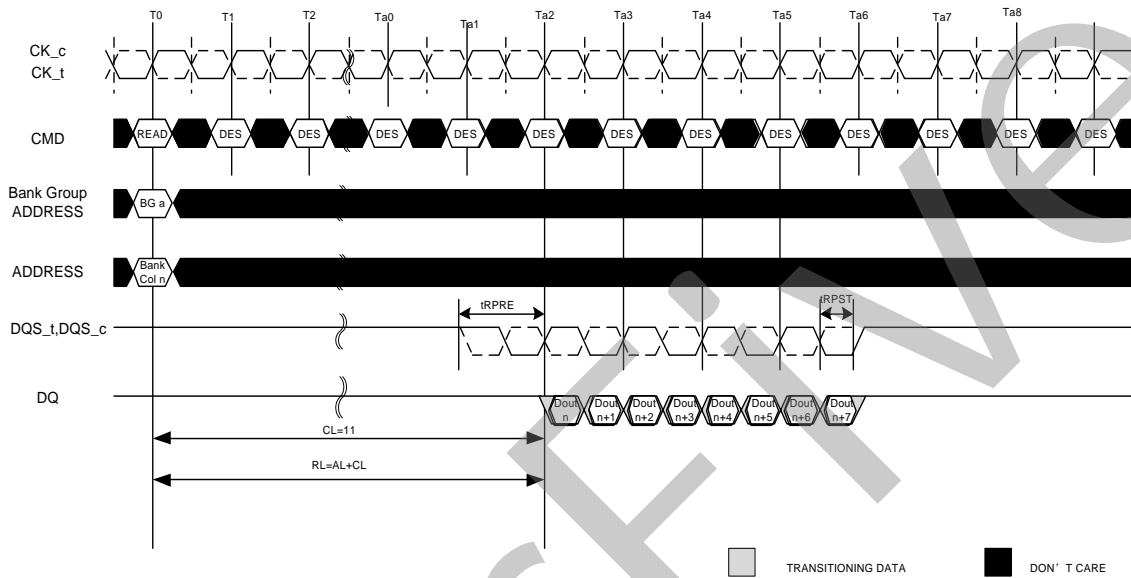 T0 T1 T2 Ta0 Ta1 Ta2 Ta3 Ta4 Ta5 Ta6 Ta7 Ta8
CK_c
CK_t
CMD READ DES DES DES DES DES DES DES DES DES DES DES DES
Bank Group
ADDRESS
BG a
ADDRESS
Bank
Col n
tRPRE
tRPST
DQS_t,DQS_c
DQ
Dout
n
Dout
n+1
Dout
n+2
Dout
n+3
Dout
n+4
Dout
n+5
Dout
n+6
Dout
n+7
CL=11
RL=AL+CL
TRANSITIONING DATA
DON'T CARE